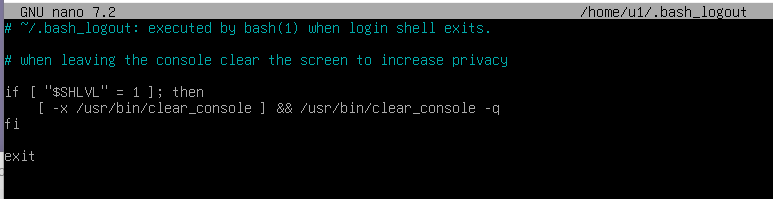 GNU nano 7.2 /home/u1/.bash_logout
# ~/.bash_logout: executed by bash(1) when login shell exits.
# when leaving the console clear the screen to increase privacy
if [ "$SHLVL" = 1 ]; then
    [ -x /usr/bin/clear_console ] && /usr/bin/clear_console -q
fi
exit